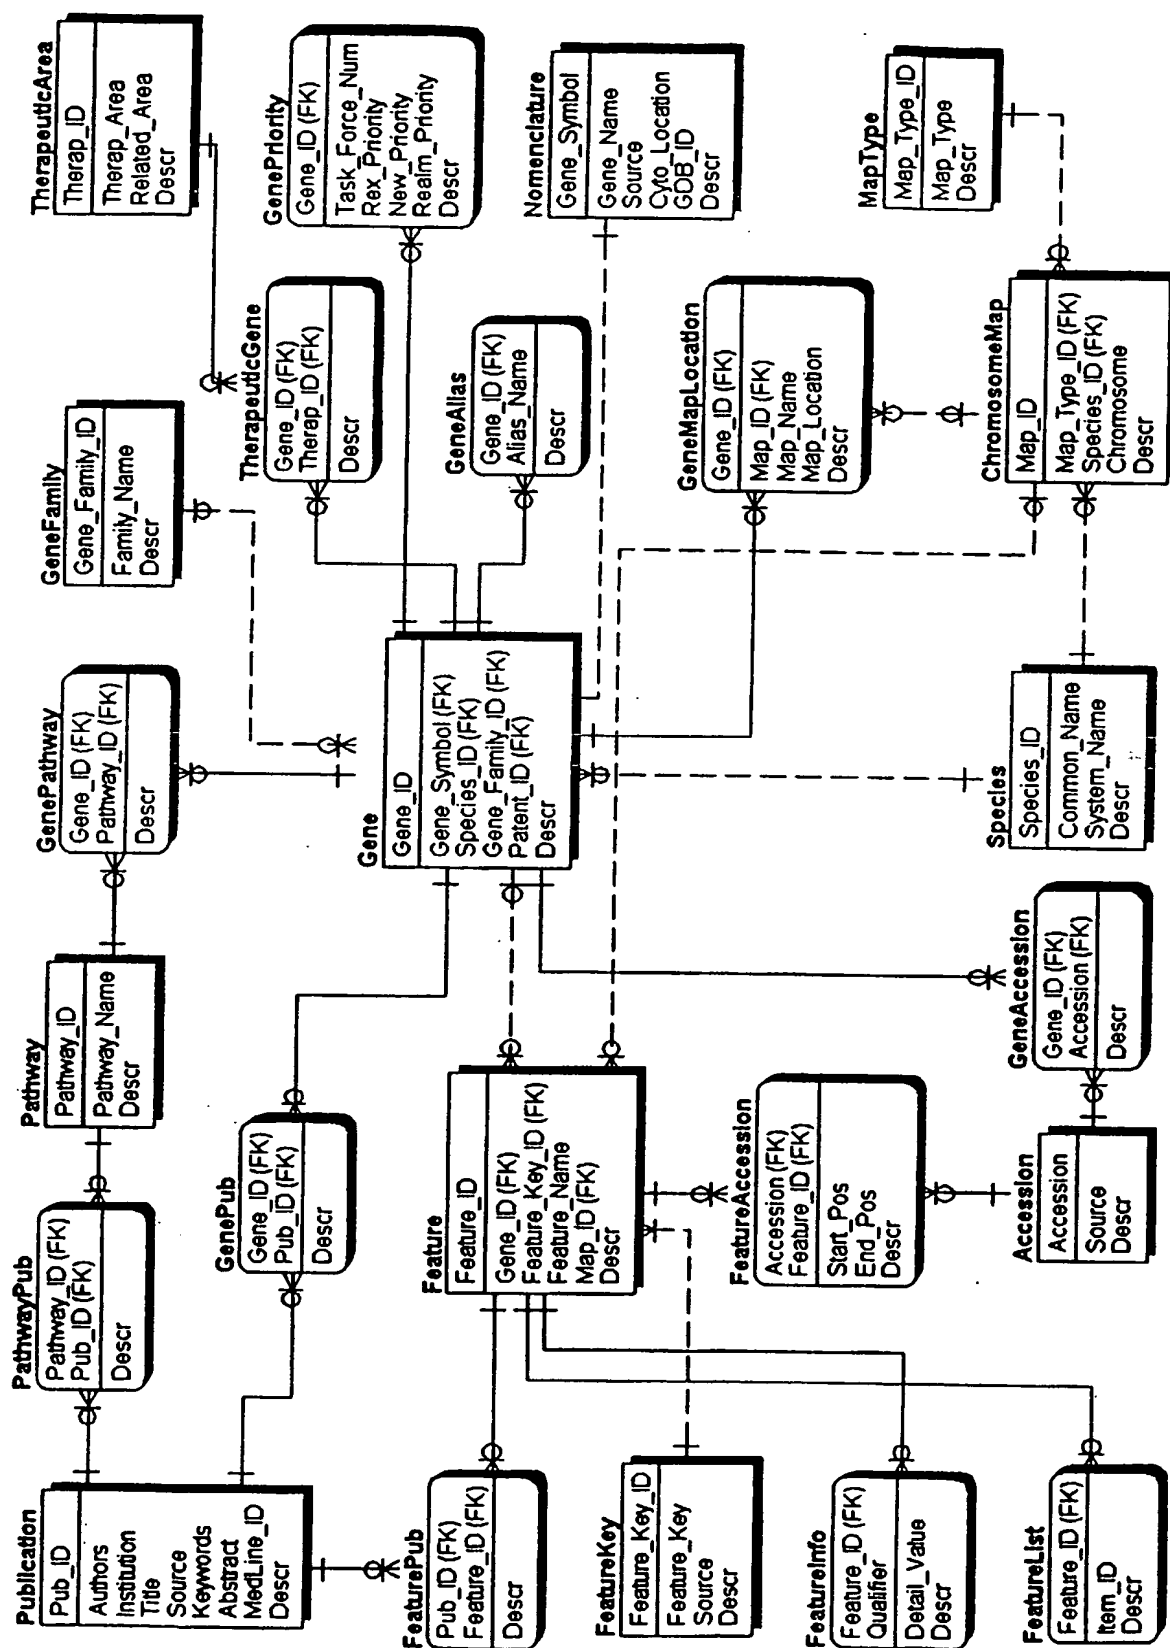 Publication
Pub_ID
Authors
Institution
Title
Source
Keywords
Abstract
MedLine_ID
Descr
PathwayPub
Pathway_ID (FK)
Pub_ID (FK)
Descr
Pathway
Pathway_ID
Pathway_Name
Descr
GenePathway
Gene_ID (FK)
Pathway_ID (FK)
Descr
GeneFamily
Gene_Family_ID
Family_Name
Descr
TherapeuticArea
Therap_ID
Therap_Area
Related_Area
Descr
GenePub
Gene_ID (FK)
Pub_ID (FK)
Descr
TherapeuticGene
Gene_ID (FK)
Therap_ID (FK)
Descr
GenePriority
Gene_ID (FK)
Task_Force_Num
Rex_Priority
New_Priority
Realm_Priority
Descr
Gene
Gene_ID
Gene_Symbol (FK)
Species_ID (FK)
Gene_Family_ID (FK)
Patent_ID (FK)
Descr
GeneAlias
Gene_ID (FK)
Alias_Name
Descr
Nomenclature
Gene_Symbol
Gene_Name
Source
Cyto_Location
GDB_ID
Descr
FeaturePub
Pub_ID (FK)
Feature_ID (FK)
Descr
Feature
Feature_ID
Gene_ID (FK)
Feature_Key_ID (FK)
Feature_Name
Map_ID (FK)
Descr
GeneMapLocation
Gene_ID (FK)
Map_ID (FK)
Map_Name
Map_Location
Descr
FeatureKey
Feature_Key_ID
Feature_Key
Source
Descr
FeatureAccession
Accession (FK)
Feature_ID (FK)
Start_Pos
End_Pos
Descr
MapType
Map_Type_ID
Map_Type
Descr
FeatureInfo
Feature_ID (FK)
Qualifier
Detail_Value
Descr
FeatureList
Feature_ID (FK)
Item_ID
Descr
Accession
Accession
Source
Descr
GeneAccession
Gene_ID (FK)
Accession (FK)
Descr
Species
Species_ID
Common_Name
System_Name
Descr
ChromosomeMap
Map_ID
Map_Type_ID (FK)
Species_ID (FK)
Chromosome
Descr